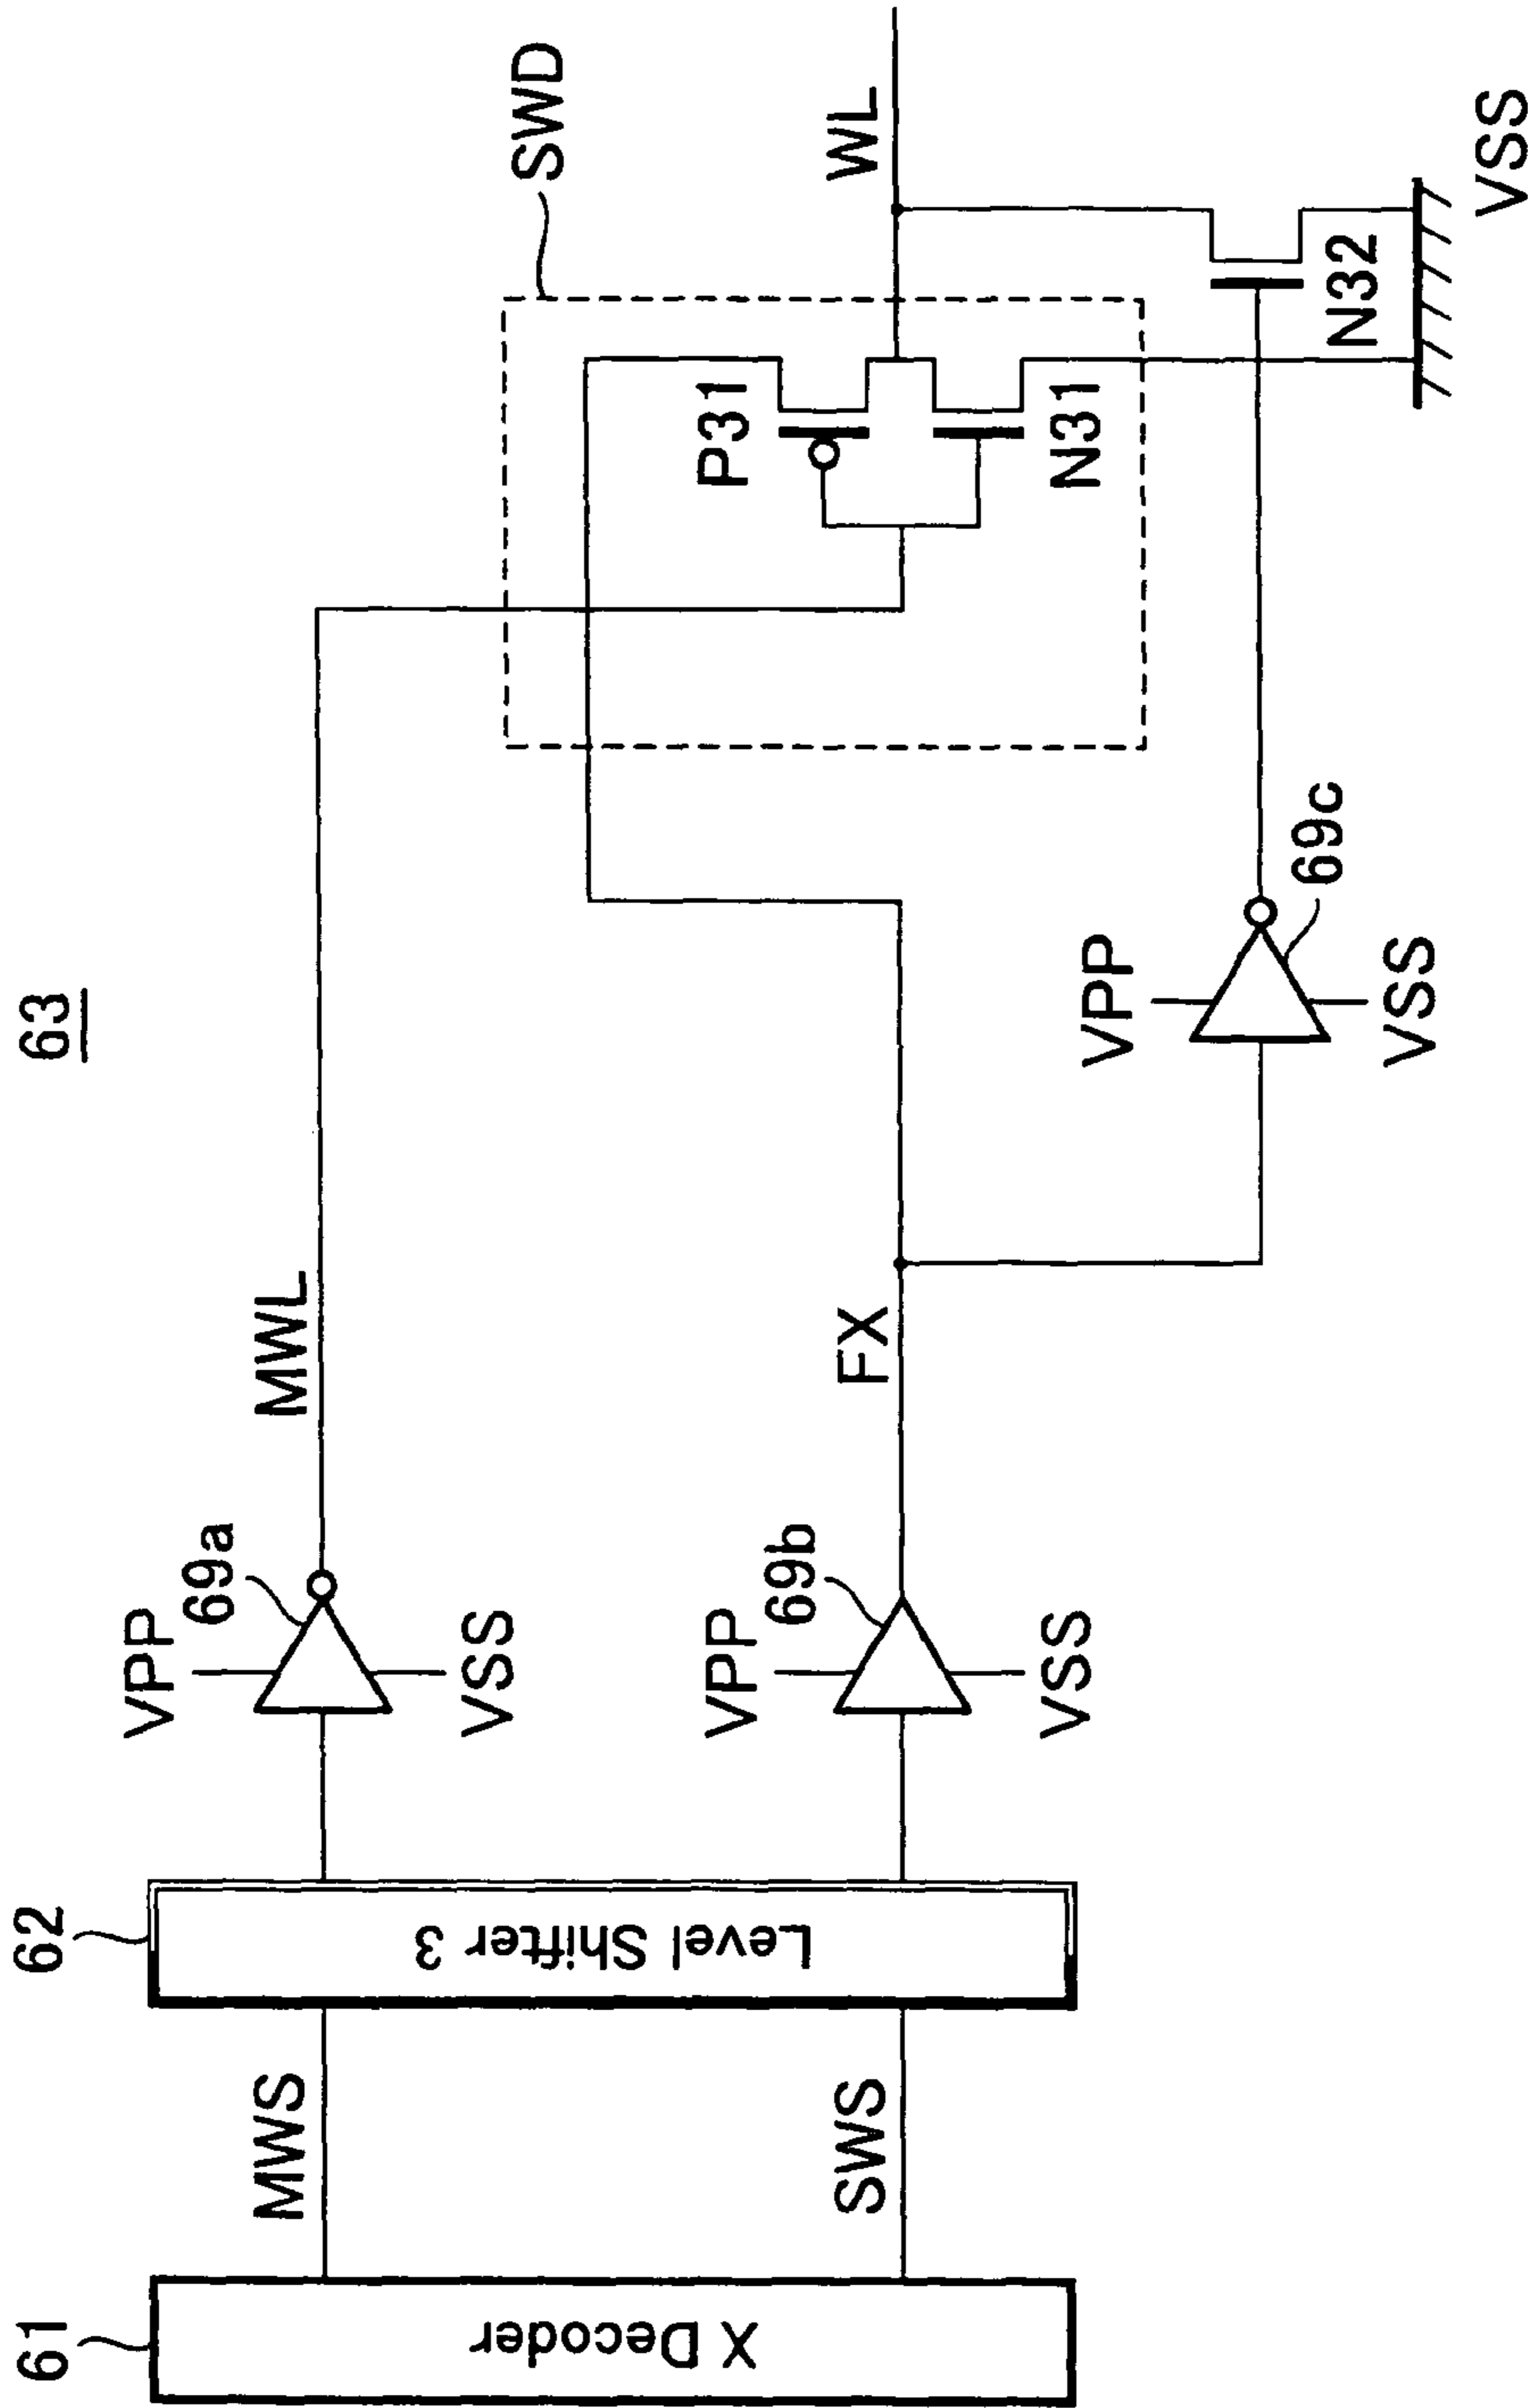 63
61
X Decoder
MWS
SWS
62
Level Shifter 3
VPP
69a
VSS
MWL
VPP
69b
VSS
FX
VPP
69c
VSS
SWD
P31
N31
WL
N32
VSS